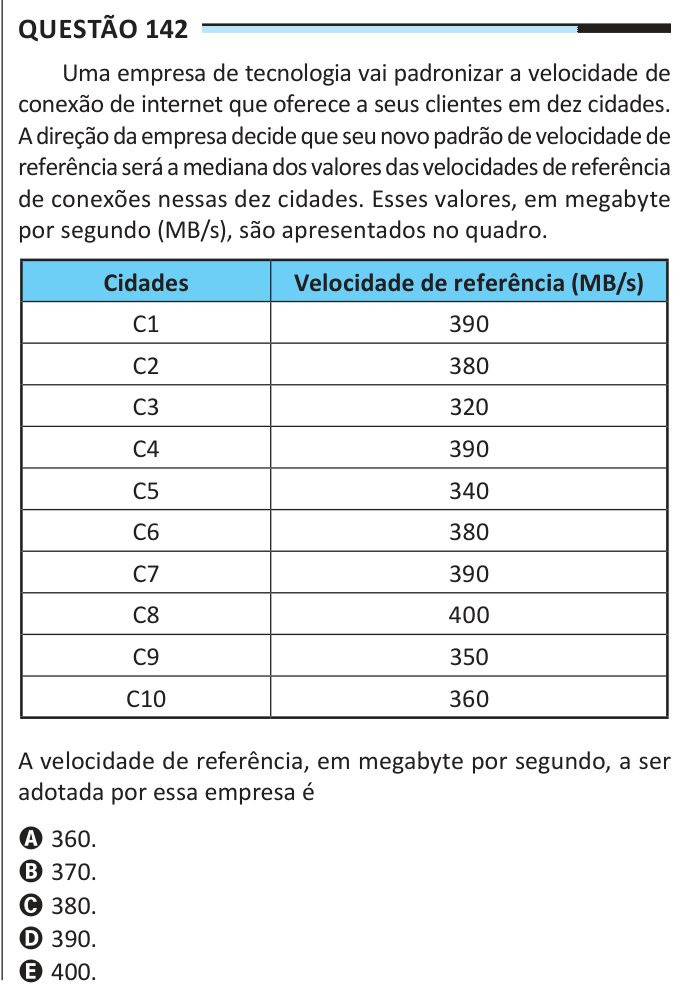 QUESTÃO 142
Uma empresa de tecnologia vai padronizar a velocidade de
conexão de internet que oferece a seus clientes em dez cidades.
A direção da empresa decide que seu novo padrão de velocidade de
referência será a mediana dos valores das velocidades de referência
de conexões nessas dez cidades. Esses valores, em megabyte
por segundo (MB/s), são apresentados no quadro.
Cidades Velocidade de referência (MB/s)
C1 390
C2 380
C3 320
C4 390
C5 340
C6 380
C7 390
C8 400
C9 350
C10 360
A velocidade de referência, em megabyte por segundo, a ser
adotada por essa empresa é
A 360.
B 370.
C 380.
D 390.
E 400.